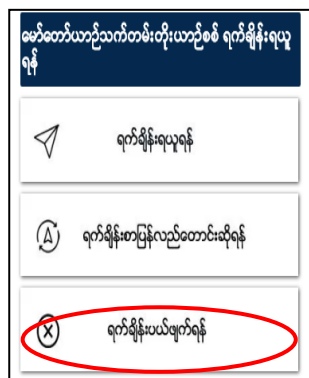 မော်တော်ယာဉ်သက်တမ်းတိုးယာဉ်စစ် ရက်ချိန်းရယူ
ရန်
ရက်ချိန်းရယူရန်
ရက်ချိန်းစာပြန်လည်တောင်းဆိုရန်
ရက်ချိန်းပယ်ဖျက်ရန်